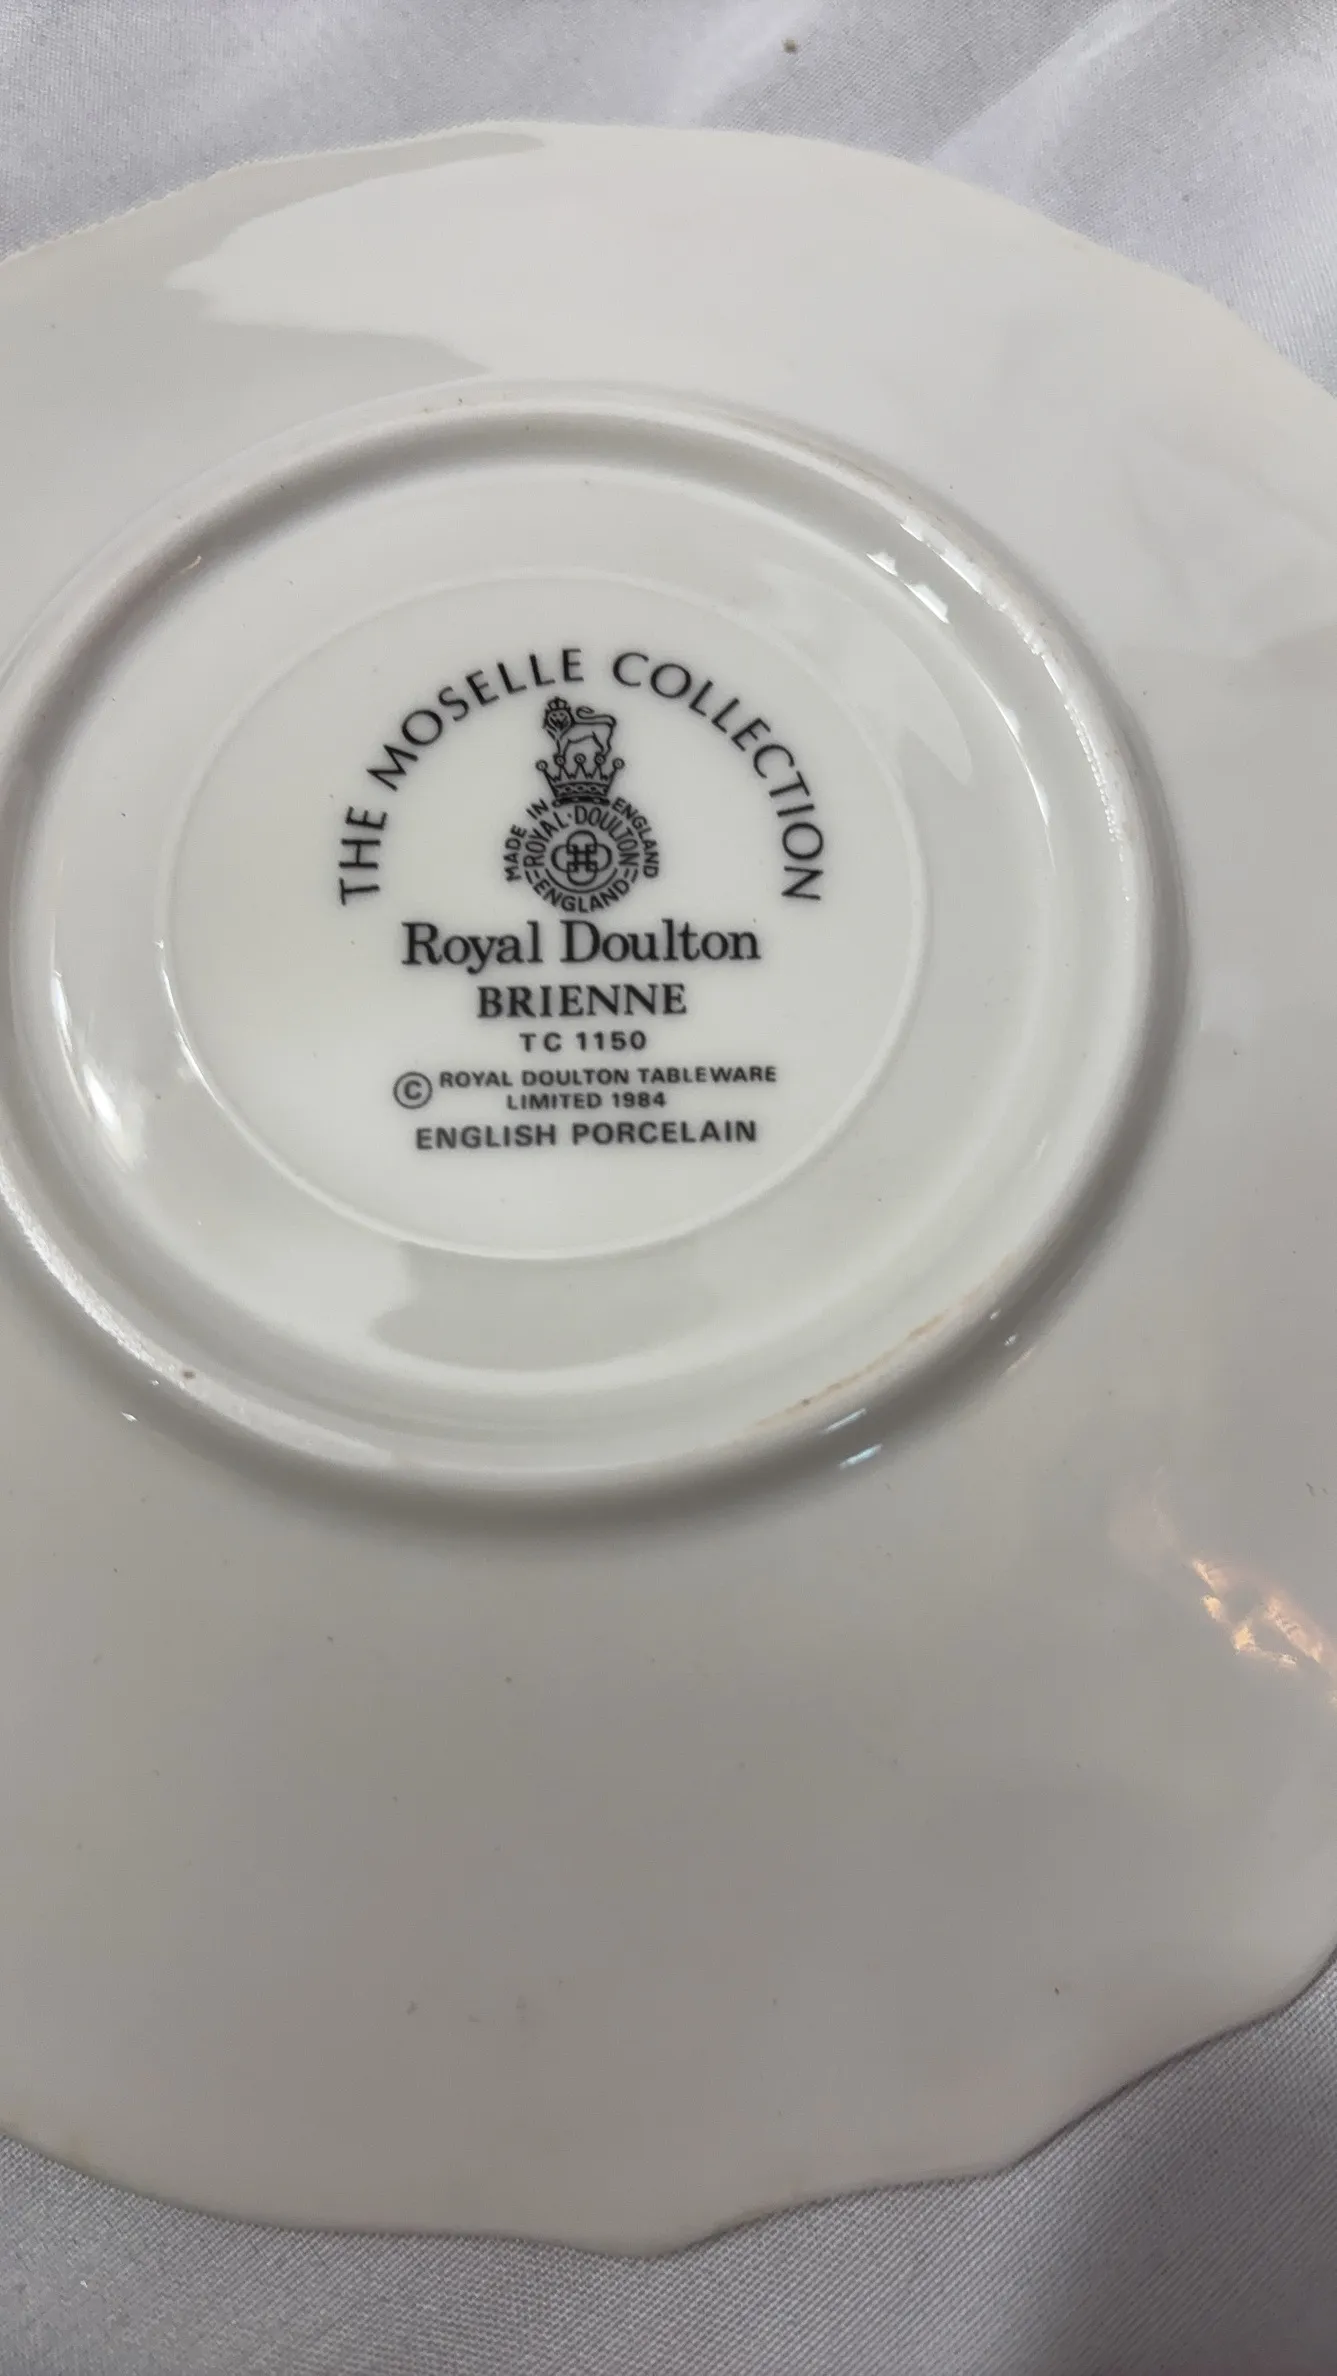 THE MOSELLE COLLECTION
MADE IN ENGLAND
ROYAL·DOULTON
ENGLAND
Royal Doulton
BRIENNE
TC 1150
© ROYAL DOULTON TABLEWARE
LIMITED 1984
ENGLISH PORCELAIN